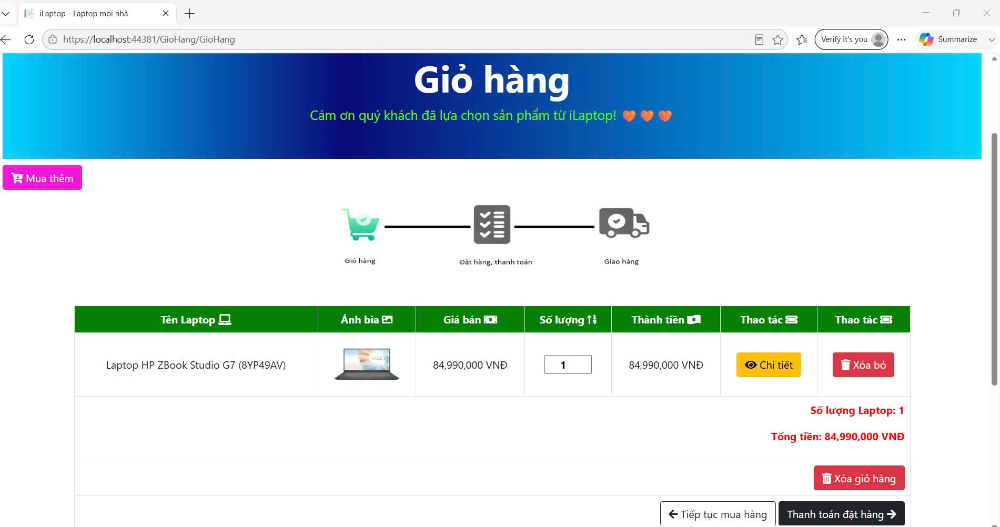 iLaptop - Laptop mọi nhà
https://localhost:44381/GioHang/GioHang
Verify it's you
Summarize
Giỏ hàng
Cám ơn quý khách đã lựa chọn sản phẩm từ iLaptop!
Mua thêm
Giỏ hàng
Đặt hàng, thanh toán
Giao hàng
Tên Laptop Ảnh bìa Giá bán Số lượng Thành tiền Thao tác Thao tác
Laptop HP ZBook Studio G7 (8YP49AV) msi 84,990,000 VNĐ 1 84,990,000 VNĐ Chi tiết Xóa bỏ
Số lượng Laptop: 1
Tổng tiền: 84,990,000 VNĐ
Xóa giỏ hàng
Tiếp tục mua hàng Thanh toán đặt hàng